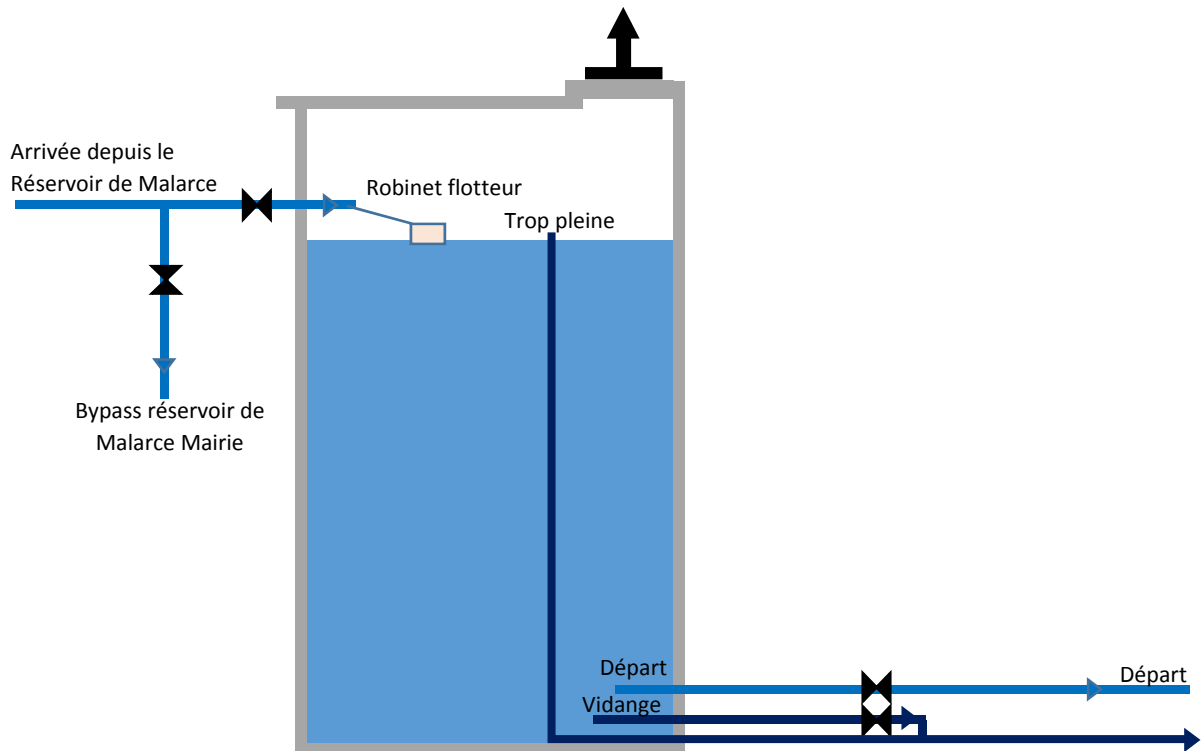 Arrivée depuis le
Réservoir de Malarce
Robinet flotteur
Trop pleine
Bypass réservoir de
Malarce Mairie
Départ
Départ
Vidange